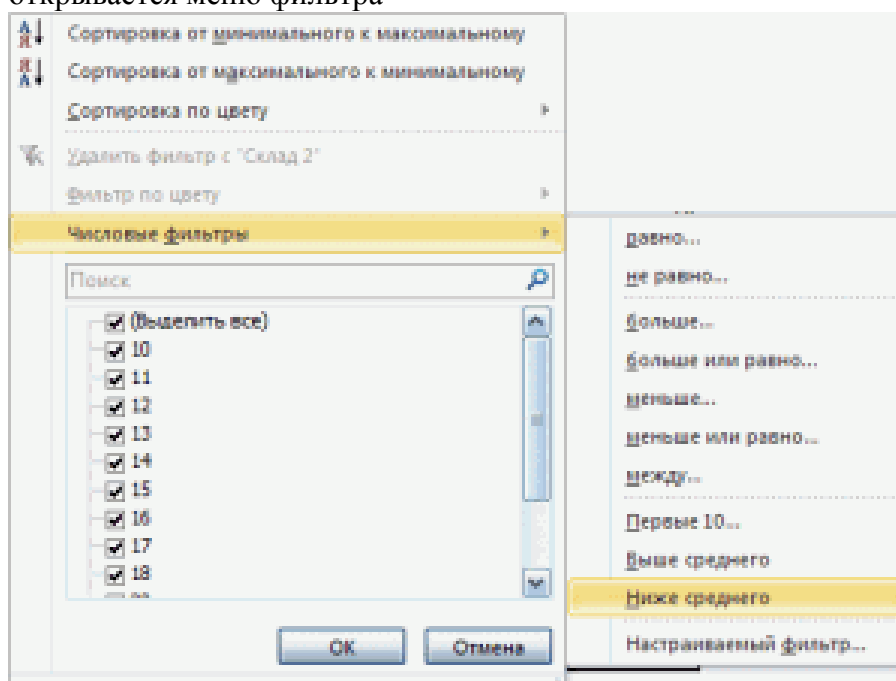 открывается меню фильтра
Сортировка от минимального к максимальному
Сортировка от максимального к минимальному
Сортировка по цвету
Удалить фильтр с "Склад 2"
Фильтр по цвету
Числовые фильтры
Поиск
(Выделить все)
10
11
12
13
14
15
16
17
18
ОК
Отмена
равно...
не равно...
больше...
больше или равно...
меньше...
меньше или равно...
между...
Первые 10...
Выше среднего
Ниже среднего
Настраиваемый фильтр...